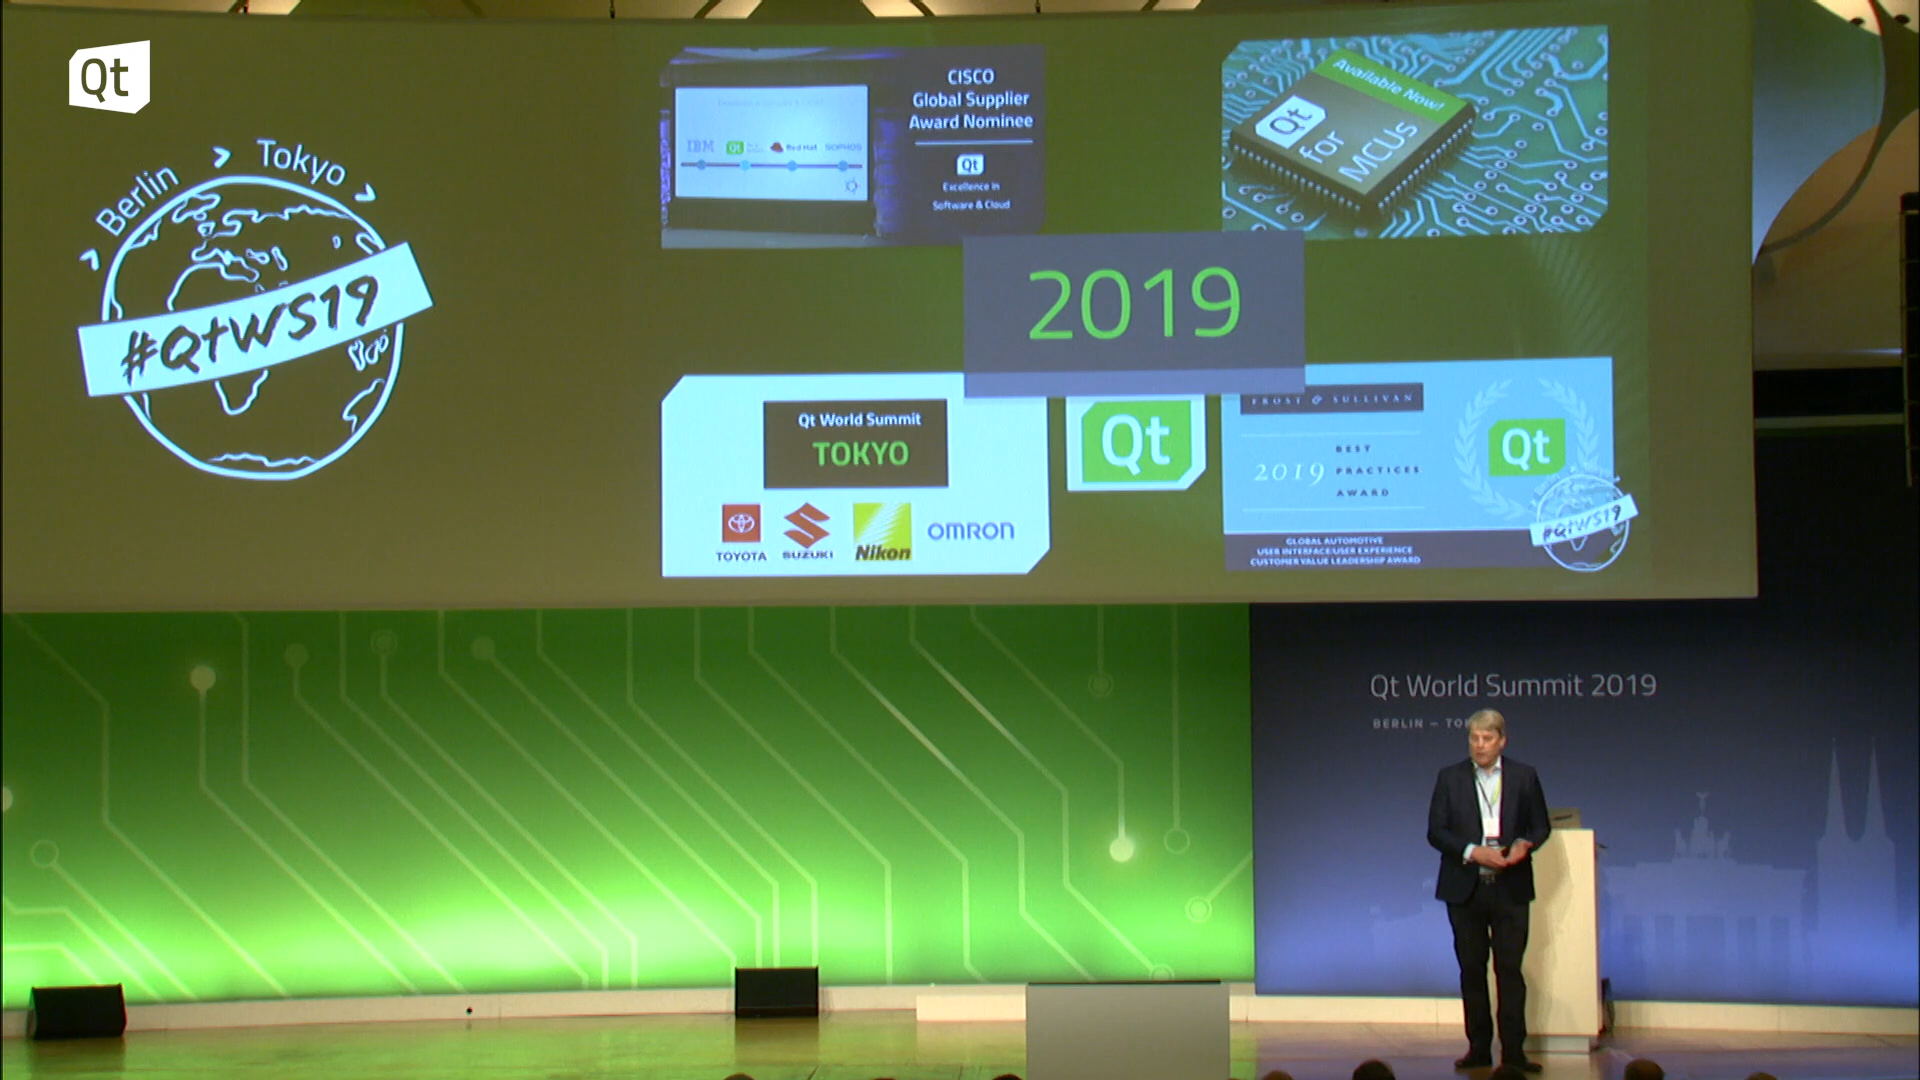 Qt
Berlin
Tokyo
#QtWS19
IBM
Qt
Red Hat
SOPHOS
CISCO
Global Supplier
Award Nominee
Qt
Excellence in
Software & Cloud
Available Now!
Qt
for
MCUs
2019
Qt World Summit
TOKYO
TOYOTA
SUZUKI
Nikon
OMRON
Qt
FROST & SULLIVAN
2019
BEST
PRACTICES
AWARD
Qt
#QtWS19
GLOBAL AUTOMOTIVE
USER INTERFACE/USER EXPERIENCE
CUSTOMER VALUE LEADERSHIP AWARD
Qt World Summit 2019
BERLIN – TO